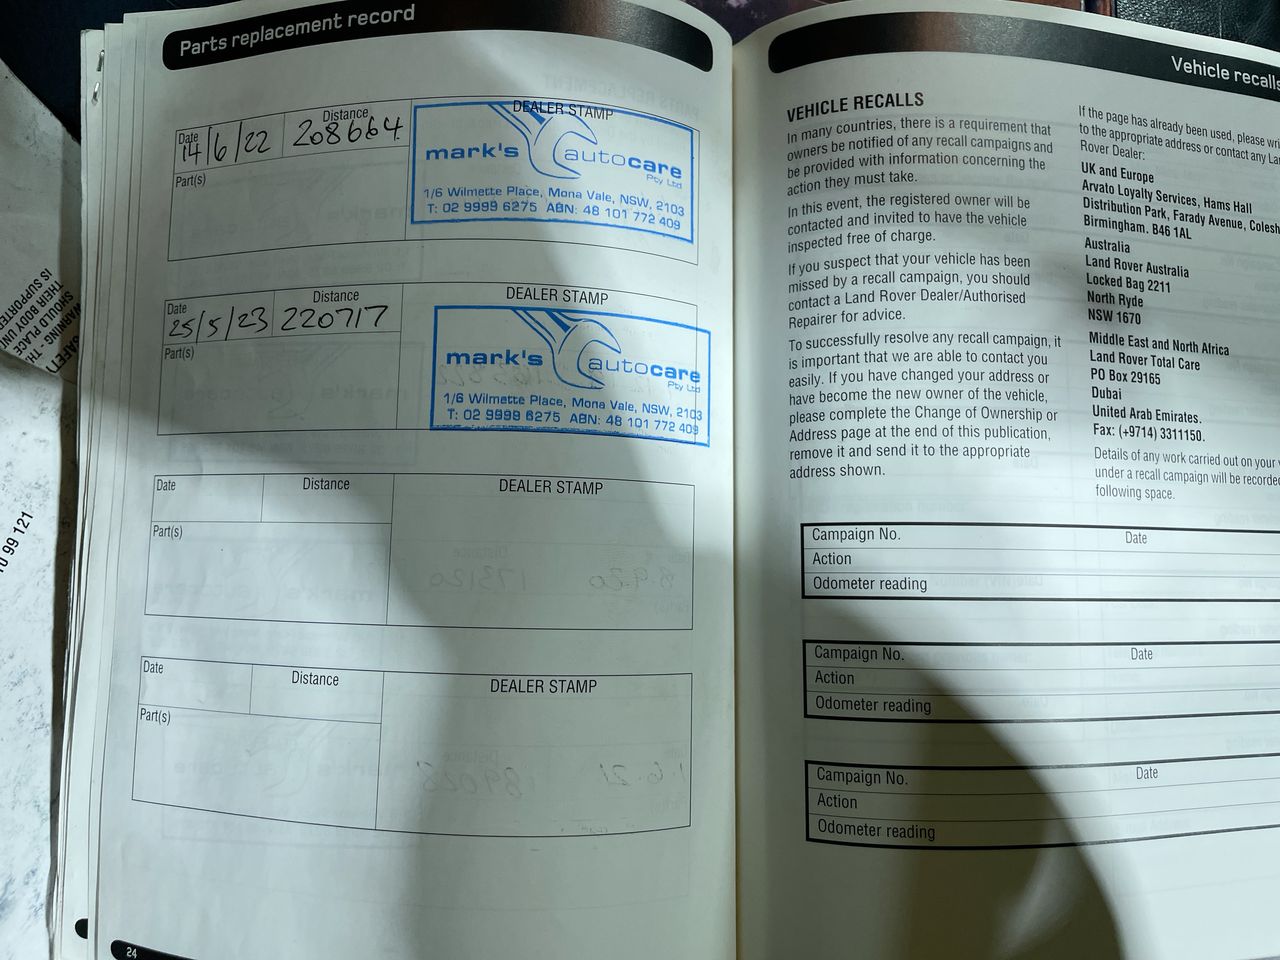 Parts replacement record
Date
Distance
DEALER STAMP
14/6/22
208664
Part(s)
mark's autocare
Pty Ltd
1/6 Wilmette Place, Mona Vale, NSW, 2103
T: 02 9999 6275 ABN: 48 101 772 409
Date
Distance
DEALER STAMP
25/5/23
220717
Part(s)
mark's autocare
Pty Ltd
1/6 Wilmette Place, Mona Vale, NSW, 2103
T: 02 9999 6275 ABN: 48 101 772 409
Date
Distance
DEALER STAMP
Part(s)
Date
Distance
DEALER STAMP
Part(s)
24
Vehicle recalls
VEHICLE RECALLS
In many countries, there is a requirement that
owners be notified of any recall campaigns and
be provided with information concerning the
action they must take.
In this event, the registered owner will be
contacted and invited to have the vehicle
inspected free of charge.
If you suspect that your vehicle has been
missed by a recall campaign, you should
contact a Land Rover Dealer/Authorised
Repairer for advice.
To successfully resolve any recall campaign, it
is important that we are able to contact you
easily. If you have changed your address or
have become the new owner of the vehicle,
please complete the Change of Ownership or
Address page at the end of this publication,
remove it and send it to the appropriate
address shown.
If the page has already been used, please
to the appropriate address or contact any
Rover Dealer:
UK and Europe
Arvato Loyalty Services, Hams Hall
Distribution Park, Farady Avenue,
Birmingham. B46 1AL
Australia
Land Rover Australia
Locked Bag 2211
North Ryde
NSW 1670
Middle East and North Africa
Land Rover Total Care
PO Box 29165
Dubai
United Arab Emirates.
Fax: (+9714) 3311150.
Details of any work carried out on your
under a recall campaign will be recorded
following space.
Campaign No.
Date
Action
Odometer reading
Campaign No.
Date
Action
Odometer reading
Campaign No.
Date
Action
Odometer reading
WARNING - TH
SHOULD PLACE
THEIR BODY UND
IS SUPPORTE
99 121